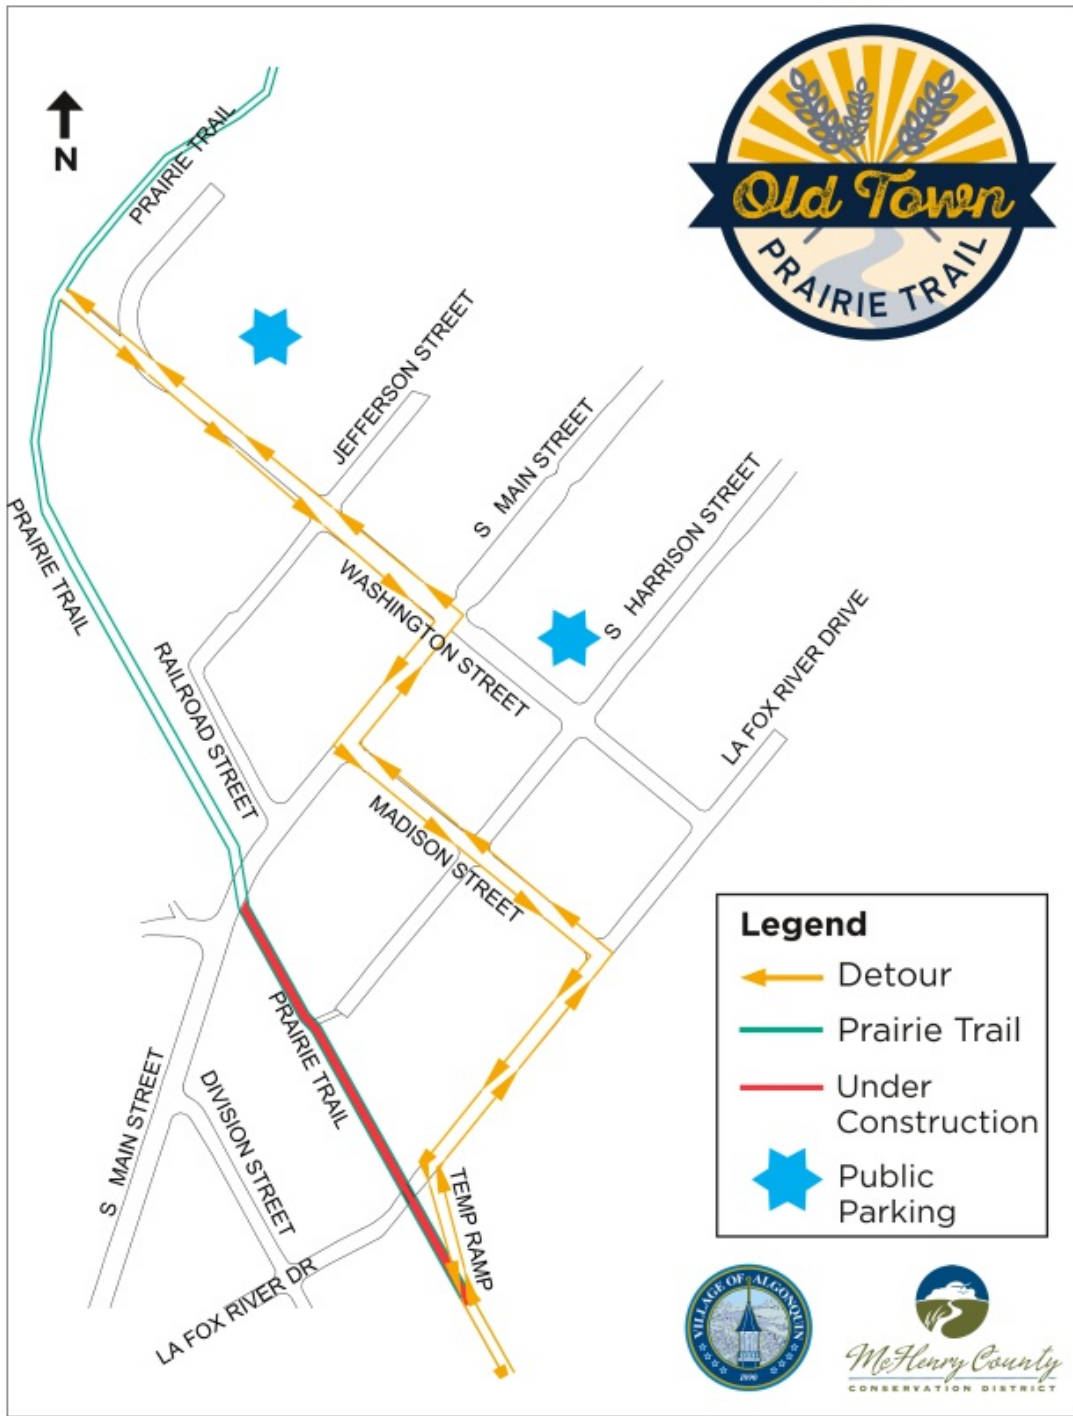 N
PRAIRIE TRAIL
Old Town
PRAIRIE TRAIL
JEFFERSON STREET
S MAIN STREET
S HARRISON STREET
PRAIRIE TRAIL
WASHINGTON STREET
LA FOX RIVER DRIVE
RAILROAD STREET
MADISON STREET
PRAIRIE TRAIL
S MAIN STREET
DIVISION STREET
TEMP RAMP
LA FOX RIVER DR
Legend
Detour
Prairie Trail
Under
Construction
Public
Parking
VILLAGE OF ALGONQUIN
1890
McHenry County
CONSERVATION DISTRICT